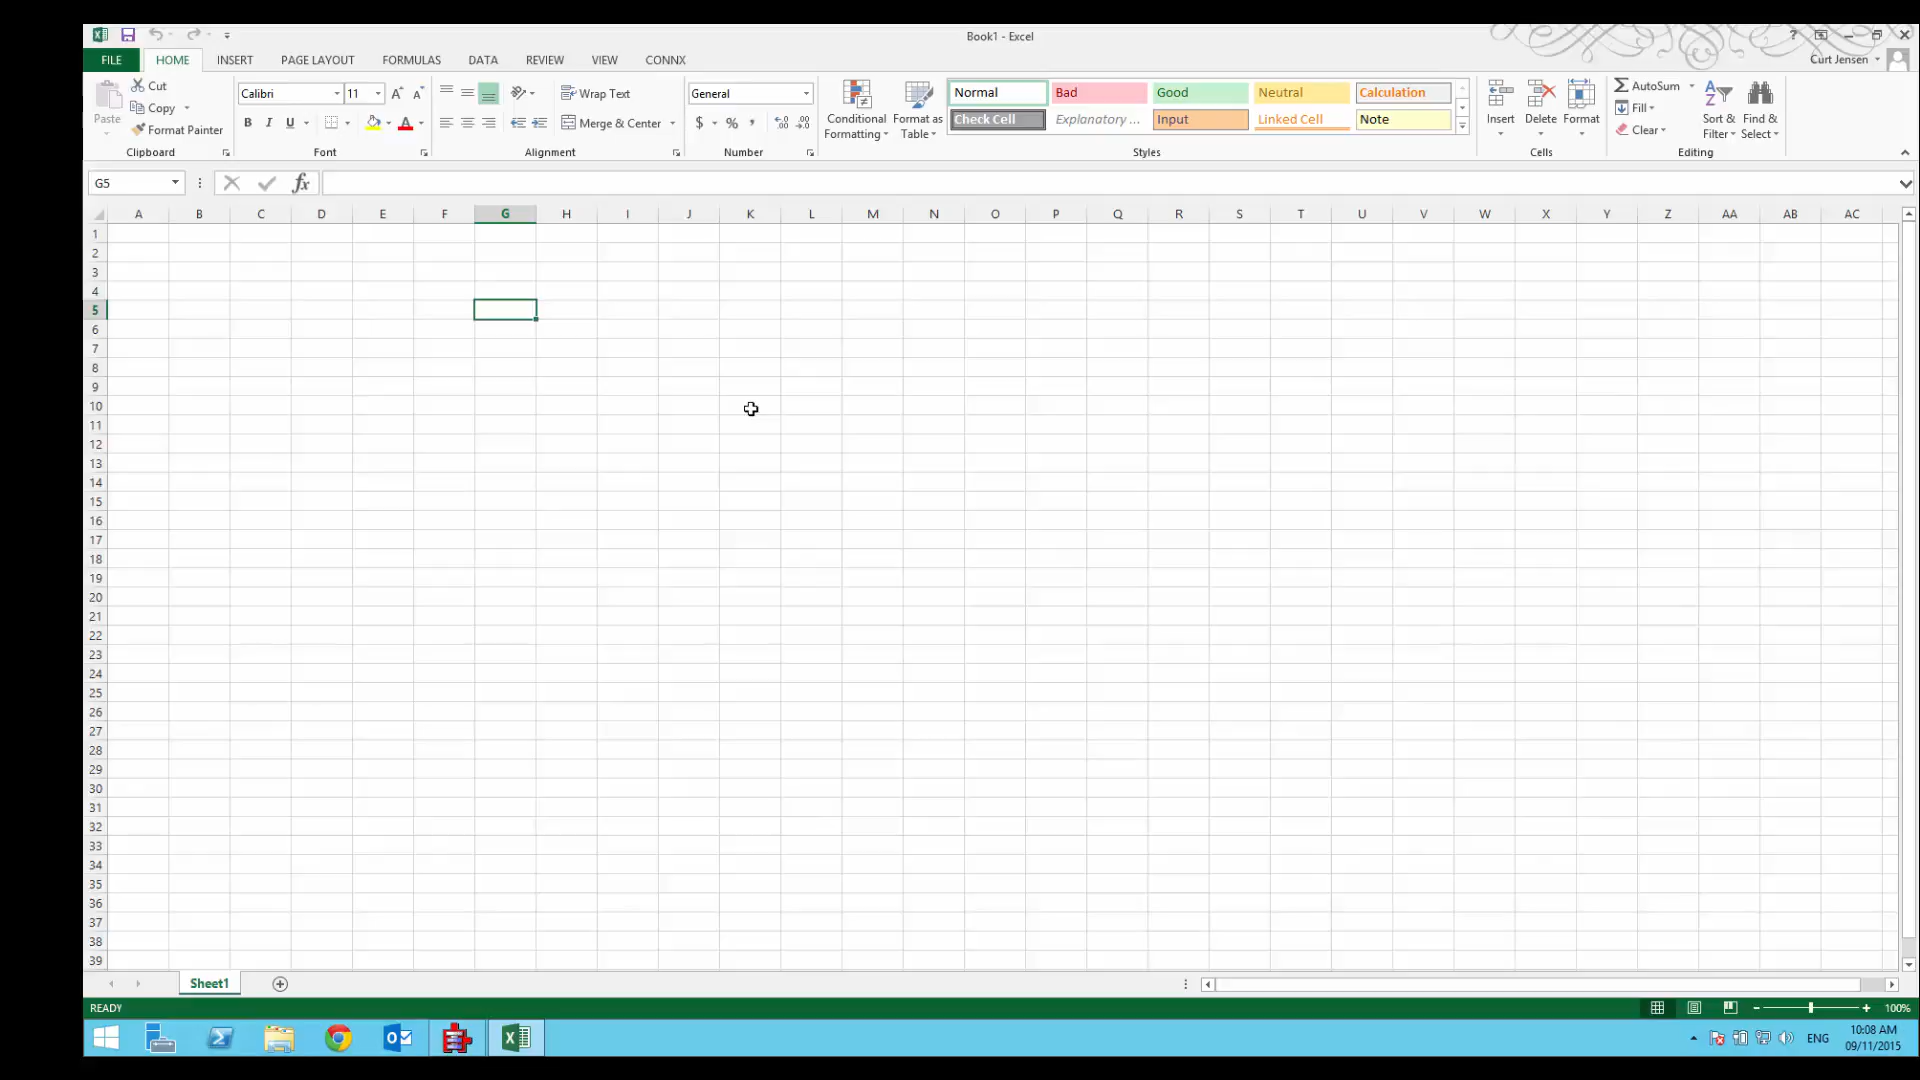 Book1 - Excel
?
FILE HOME INSERT PAGE LAYOUT FORMULAS DATA REVIEW VIEW CONNX Curt Jensen
Paste Cut Copy Format Painter Clipboard
Calibri 11 A A B I U A Font
Wrap Text Merge & Center Alignment
General $ % , Number
Conditional Formatting Format as Table
Normal Bad Good Neutral Calculation
Check Cell Explanatory ... Input Linked Cell Note
Styles
Insert Delete Format Cells
AutoSum Fill Clear Sort & Filter Find & Select Editing
G5 fx
A B C D E F G H I J K L M N O P Q R S T U V W X Y Z AA AB AC
1
2
3
4
5
6
7
8
9
10
11
12
13
14
15
16
17
18
19
20
21
22
23
24
25
26
27
28
29
30
31
32
33
34
35
36
37
38
39
Sheet1
READY 100%
ENG 10:08 AM
09/11/2015